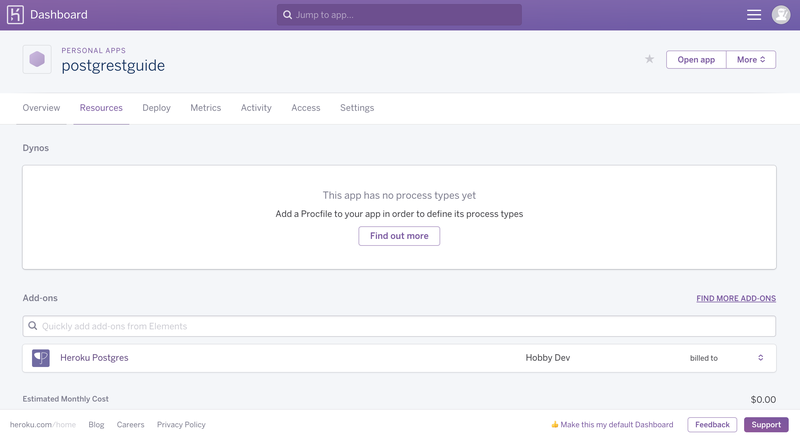 Dashboard
Jump to app...
PERSONAL APPS
postgrestguide
Open app
More
Overview
Resources
Deploy
Metrics
Activity
Access
Settings
Dynos
This app has no process types yet
Add a Procfile to your app in order to define its process types
Find out more
Add-ons
FIND MORE ADD-ONS
Quickly add add-ons from Elements
Heroku Postgres
Hobby Dev
billed to
Estimated Monthly Cost
$0.00
heroku.com/home
Blog
Careers
Privacy Policy
👍 Make this my default Dashboard
Feedback
Support